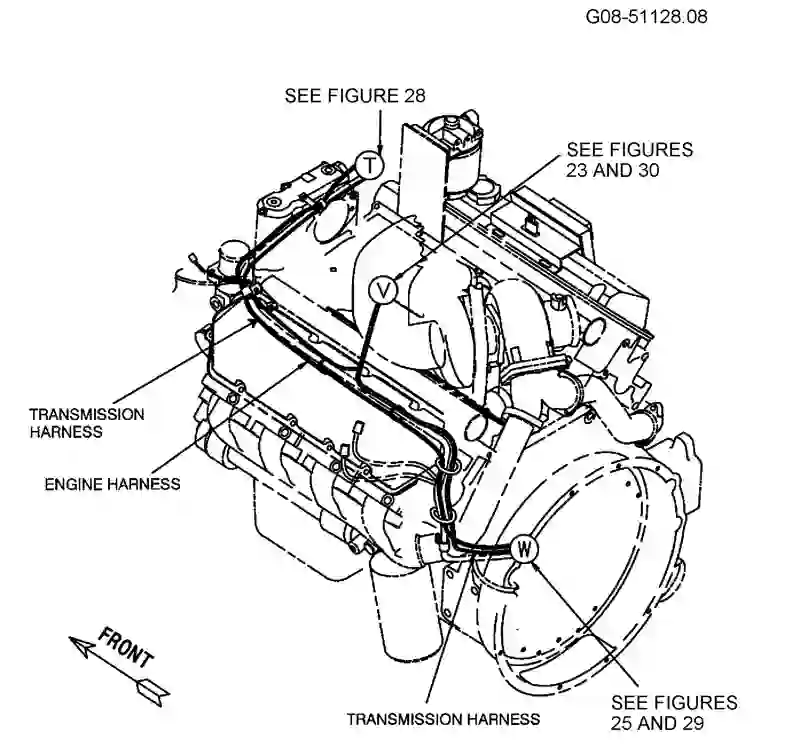 G08-51128.08
SEE FIGURE 28
T
SEE FIGURES
23 AND 30
V
TRANSMISSION
HARNESS
ENGINE HARNESS
W
FRONT
TRANSMISSION HARNESS
SEE FIGURES
25 AND 29